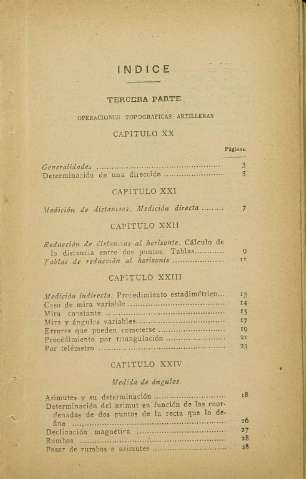 INDICE
TERCERA PARTE
OPERACIONES TOPOGRAFICAS ARTILLERAS
CAPITULO XX
Páginas.
Generalidades ........ 3
Determinación de una dirección ........ 5
CAPITULO XXI
Medición de distancias. Medición directa ........ 7
CAPITULO XXII
Reducción de distancias al horizonte. Cálculo de
la distancia entre dos puntos. Tablas ........ 9
Tablas de reducción al horizonte ........ 11
CAPITULO XXIII
Medición indirecta. Procedimiento estadimétrico... 13
Caso de mira variable ........ 14
Mira constante ........ 15
Mira y ángulos variables ........ 17
Errores que pueden cometerse ........ 19
Procedimiento por triangulación ........ 21
Por telémetro ........ 23
CAPITULO XXIV
Medida de ángulos.
Azimutes y su determinación ........ 18
Determinación del azimut en función de las coor-
denadas de dos puntos de la recta que lo de-
fine ........ 26
Declinación magnética ........ 27
Rumbos ........ 28
Pasar de rumbos a azimutes ........ 28